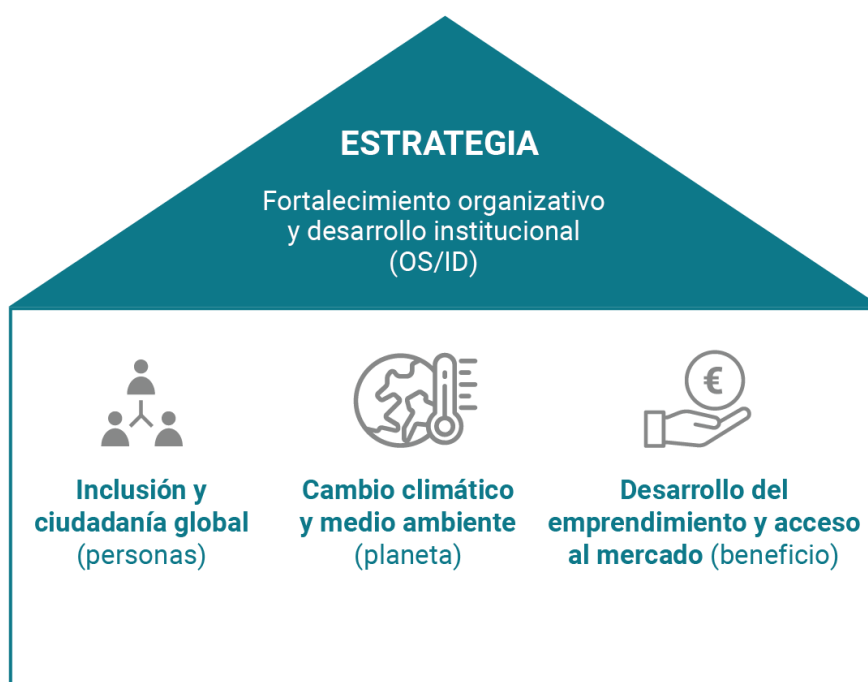 ESTRATEGIA
Fortalecimiento organizativo
y desarrollo institucional
(OS/ID)
€
Inclusión y
ciudadanía global
(personas)
Cambio climático
y medio ambiente
(planeta)
Desarrollo del
emprendimiento y acceso
al mercado (beneficio)